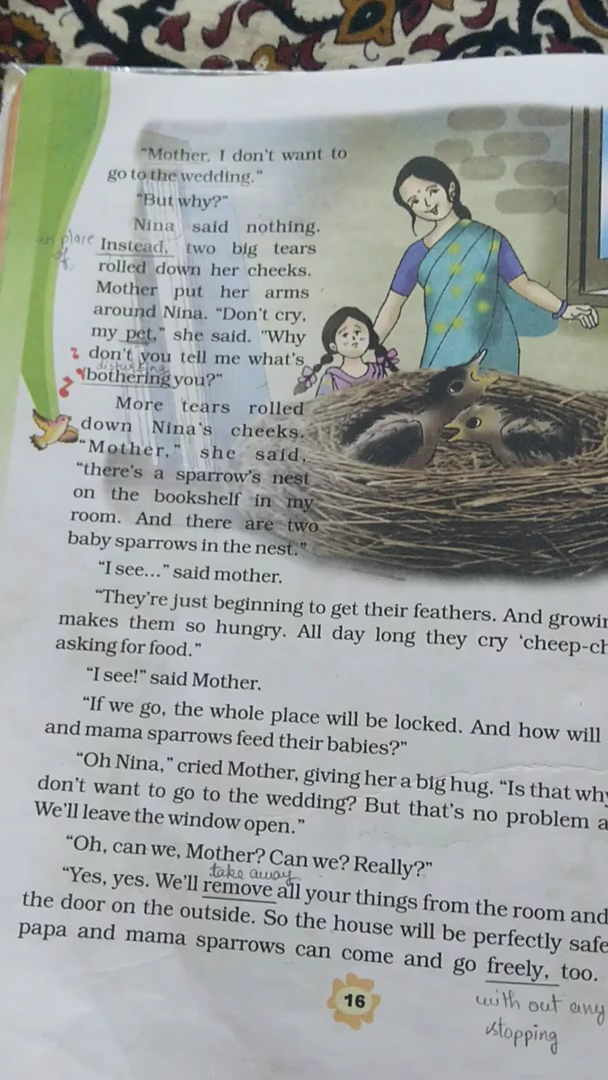 "Mother, I don't want to
go to the wedding."
"But why?"
Nina said nothing.
in place
of
Instead, two big tears
rolled down her cheeks.
Mother put her arms
around Nina. "Don't cry,
my pet," she said. "Why
don't you tell me what's
disturbing
bothering you?"
More tears rolled
down Nina's cheeks.
"Mother," she said,
"there's a sparrow's nest
on the bookshelf in my
room. And there are two
baby sparrows in the nest."
"I see..." said mother.
"They're just beginning to get their feathers. And growin
makes them so hungry. All day long they cry 'cheep-ch
asking for food."
"I see!" said Mother.
"If we go, the whole place will be locked. And how will
and mama sparrows feed their babies?"
"Oh Nina," cried Mother, giving her a big hug. "Is that why
don't want to go to the wedding? But that's no problem a
We'll leave the window open."
"Oh, can we, Mother? Can we? Really?"
take away
"Yes, yes. We'll remove all your things from the room and
the door on the outside. So the house will be perfectly safe
papa and mama sparrows can come and go freely, too.
16
with out any
stopping